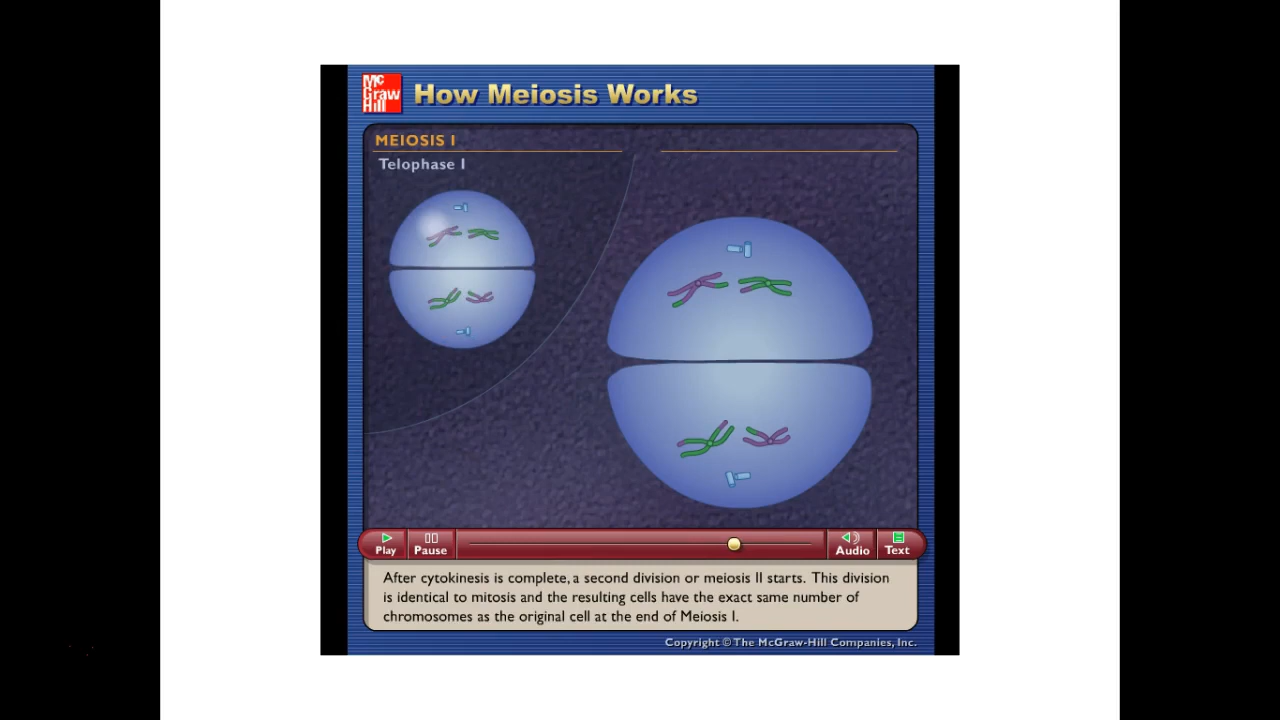 Mc
Graw
Hill
How Meiosis Works
MEIOSIS I
Telophase I
Play
Pause
Audio
Text
After cytokinesis is complete, a second division or meiosis II starts. This division
is identical to mitosis and the resulting cells have the exact same number of
chromosomes as the original cell at the end of Meiosis I.
Copyright © The McGraw-Hill Companies, Inc.